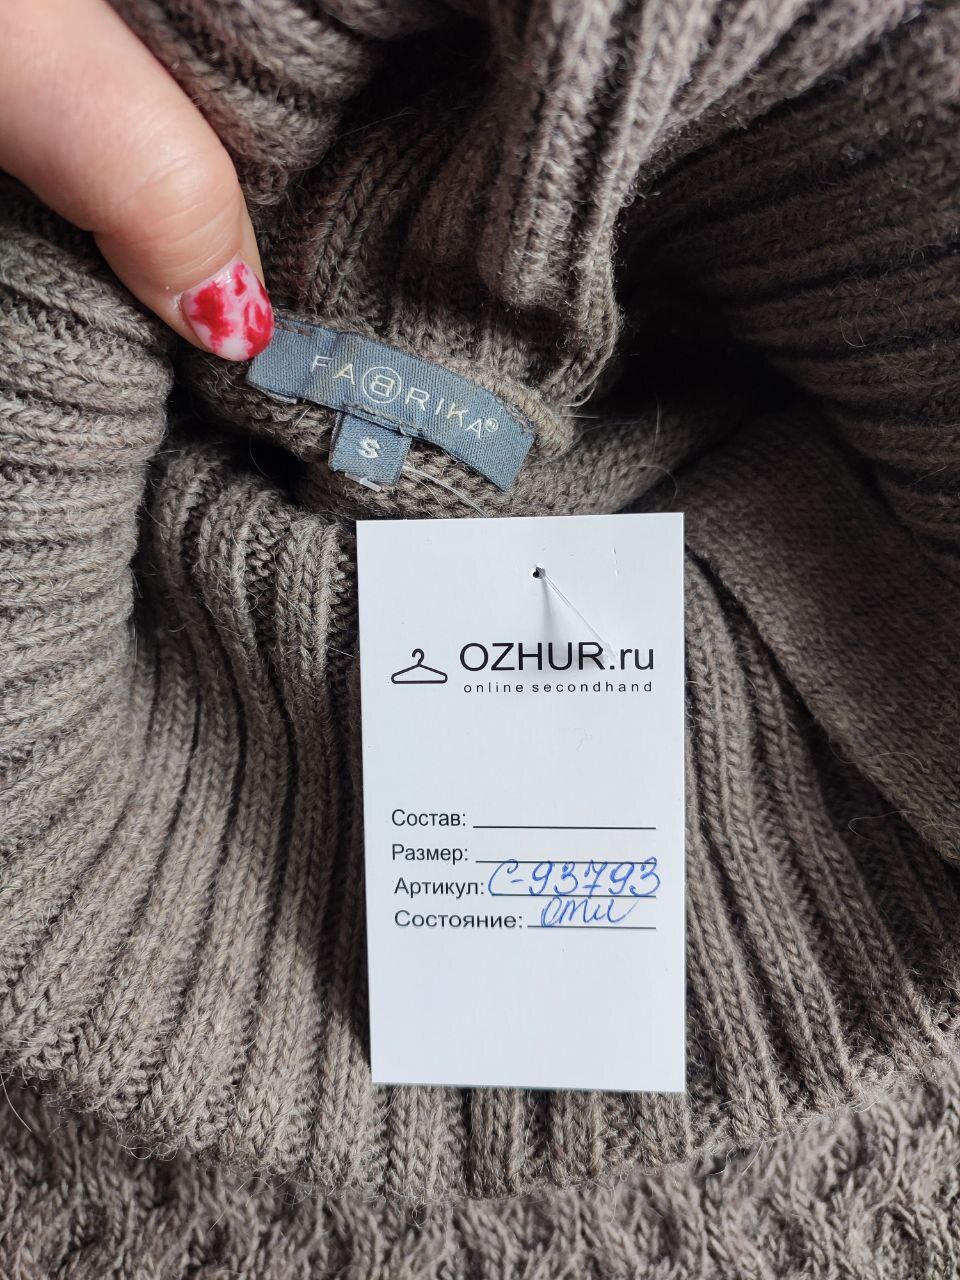 FABRIKA®
S
OZHUR.ru
online secondhand
Состав:
Размер:
Артикул: С-93793
Состояние: отл